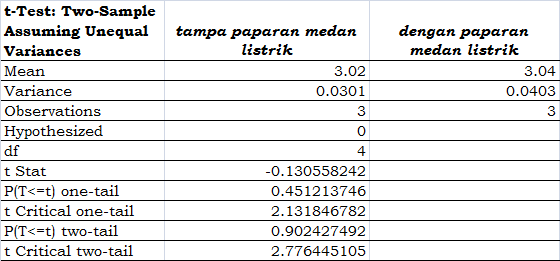 t-Test: Two-Sample Assuming Unequal Variances tampa paparan medan listrik dengan paparan medan listrik
Mean 3.02 3.04
Variance 0.0301 0.0403
Observations 3 3
Hypothesized 0
df 4
t Stat -0.130558242
P(T<=t) one-tail 0.451213746
t Critical one-tail 2.131846782
P(T<=t) two-tail 0.902427492
t Critical two-tail 2.776445105